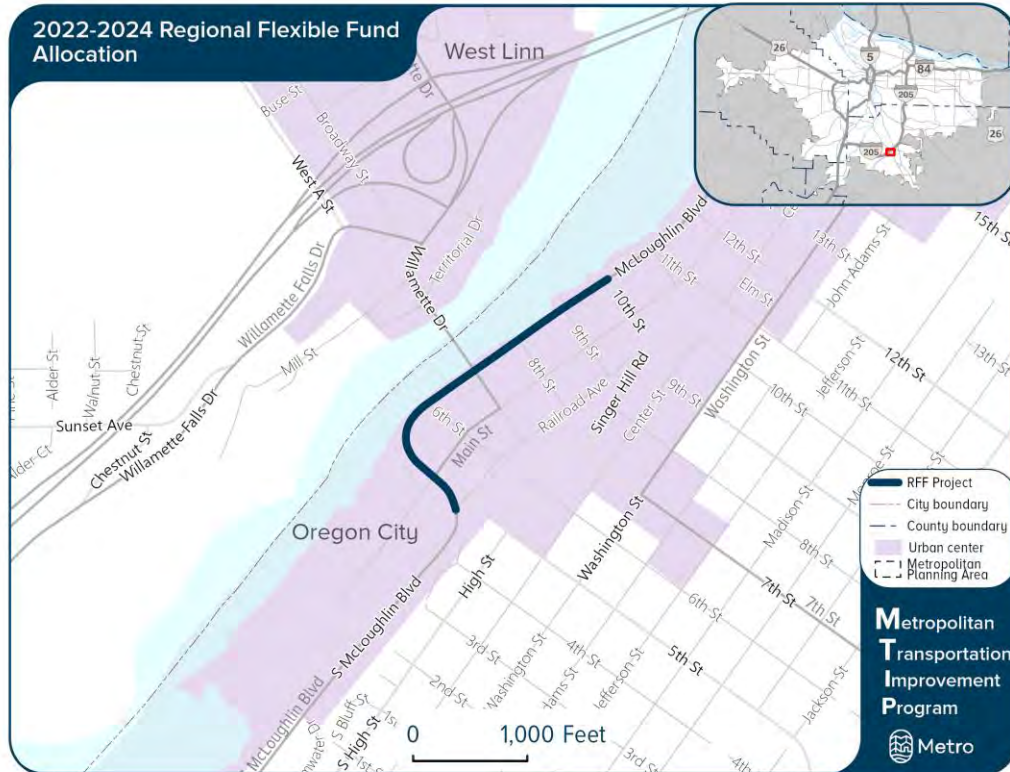 2022-2024 Regional Flexible Fund
Allocation
West Linn
Buse St
Broadway St
West A St
Willamette Falls Dr
Territorial Dr
Willamette Dr
Mill St
Alder St
Walnut St
Chestnut St
Sunset Ave
Chestnut St
Willamette Falls Dr
26
5
84
205
205
26
McLoughlin Blvd
12th St
11th St
13th St
Elm St
John Adams St
15th St
10th St
9th St
8th St
Railroad Ave
Singer Hill Rd
Center St
9th St
Washington St
Jefferson St
11th St
12th St
13th St
10th St
6th St
Main St
Oregon City
High St
Washington St
Madison St
8th St
7th St
7th St
6th St
5th St
S McLoughlin Blvd
3rd St
2nd St
Washington St
4th St
Jefferson St
Jackson St
McLoughlin Blvd
S Bluff St
S High St
3rd St
4th
0
1,000 Feet
RFF Project
City boundary
County boundary
Urban center
Metropolitan
Planning Area
Metropolitan
Transportation
Improvement
Program
Metro